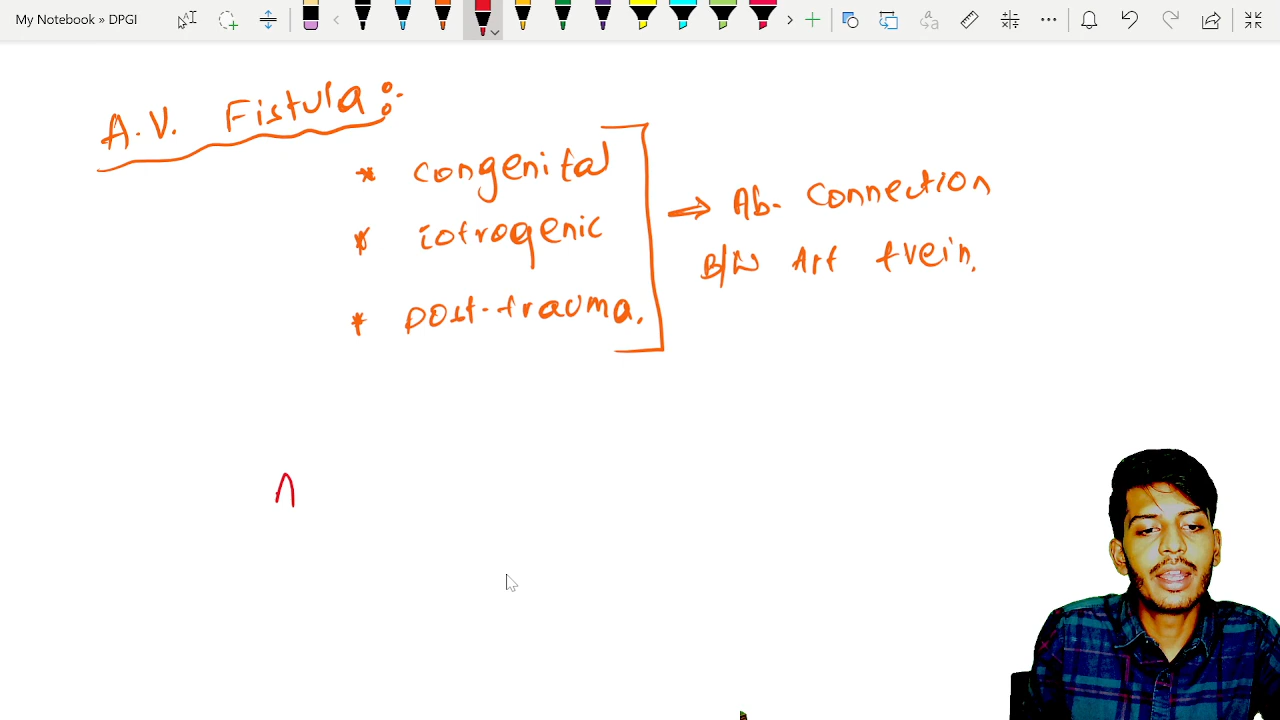 My Notebook » DPGI
A.V. Fistula:-
* congenital
* iotrogenic
* post-trauma.
⇒ Ab- connection
B/W Art + vein.
A